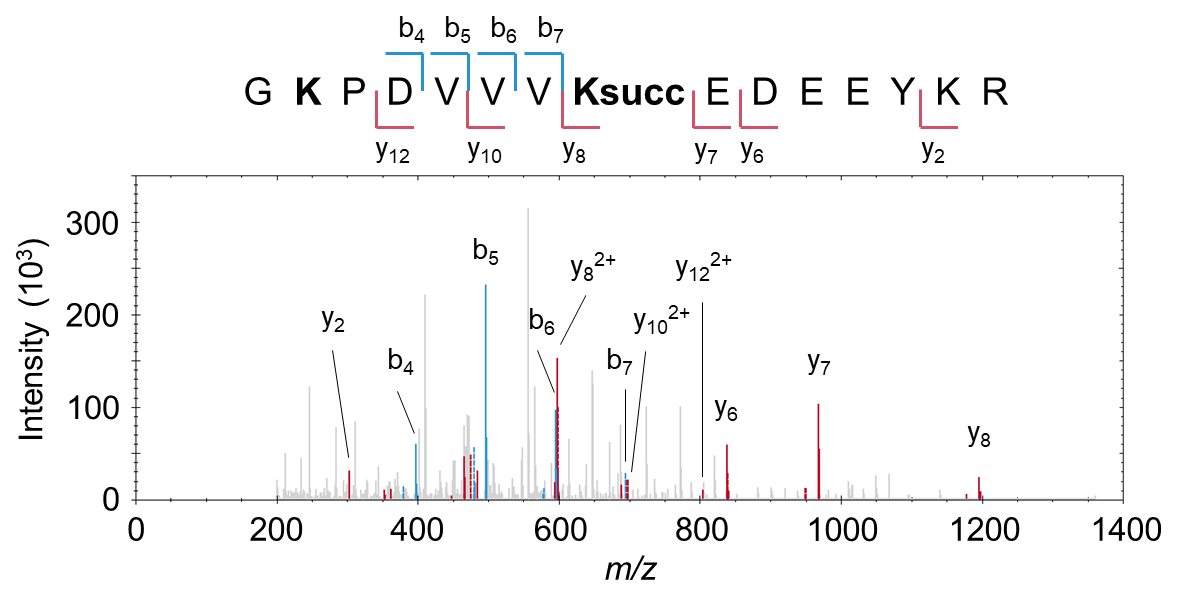 b₄ b₅ b₆ b₇
G K P D V V V Ksucc E D E E Y K R
y₁₂ y₁₀ y₈ y₇ y₆ y₂
Intensity (10³)
300
200
100
0
y₂
b₄
b₅
b₆
y₈²⁺
b₇
y₁₀²⁺
y₁₂²⁺
y₆
y₇
y₈
0 200 400 600 800 1000 1200 1400
m/z